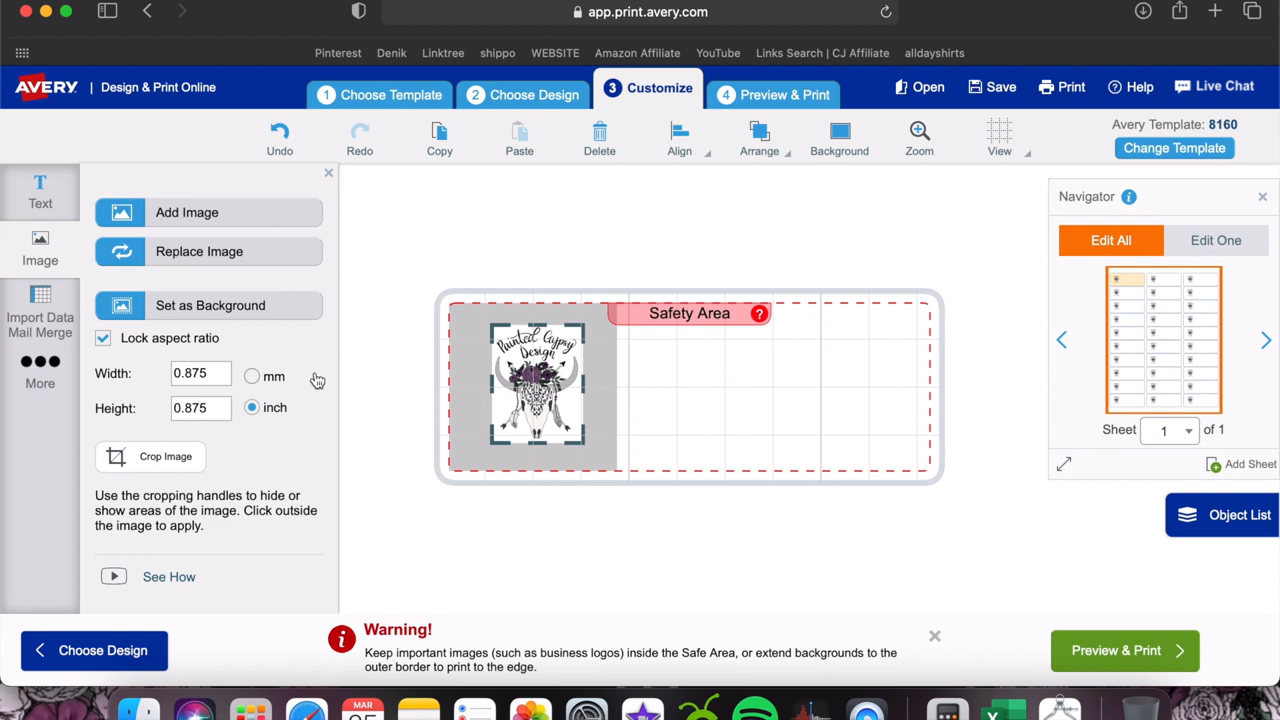 app.print.avery.com
Pinterest Denik Linktree shippo WEBSITE Amazon Affiliate YouTube Links Search | CJ Affiliate alldayshirts
AVERY Design & Print Online
1 Choose Template 2 Choose Design 3 Customize 4 Preview & Print
Open Save Print ? Help Live Chat
Undo Redo Copy Paste Delete Align Arrange Background Zoom View
Avery Template: 8160
Change Template
T
Text
Image
Import Data
Mail Merge
More
Add Image
Replace Image
Set as Background
Lock aspect ratio
Width: 0.875 mm
Height: 0.875 inch
Crop Image
Use the cropping handles to hide or
show areas of the image. Click outside
the image to apply.
See How
Safety Area ?
Painted Gypsy
Design
Navigator i
Edit All Edit One
Sheet 1 of 1
Add Sheet
Object List
Choose Design
i Warning!
Keep important images (such as business logos) inside the Safe Area, or extend backgrounds to the
outer border to print to the edge.
Preview & Print
MAR